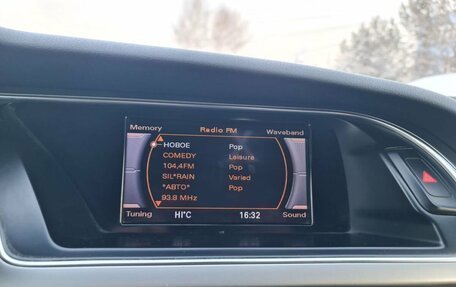 Memory Radio FM Waveband
НОВОЕ Pop
COMEDY Leisure
104,4FM Pop
SIL*RAIN Varied
*АВТО* Pop
93.8 MHz
Tuning HI°C 16:32 Sound